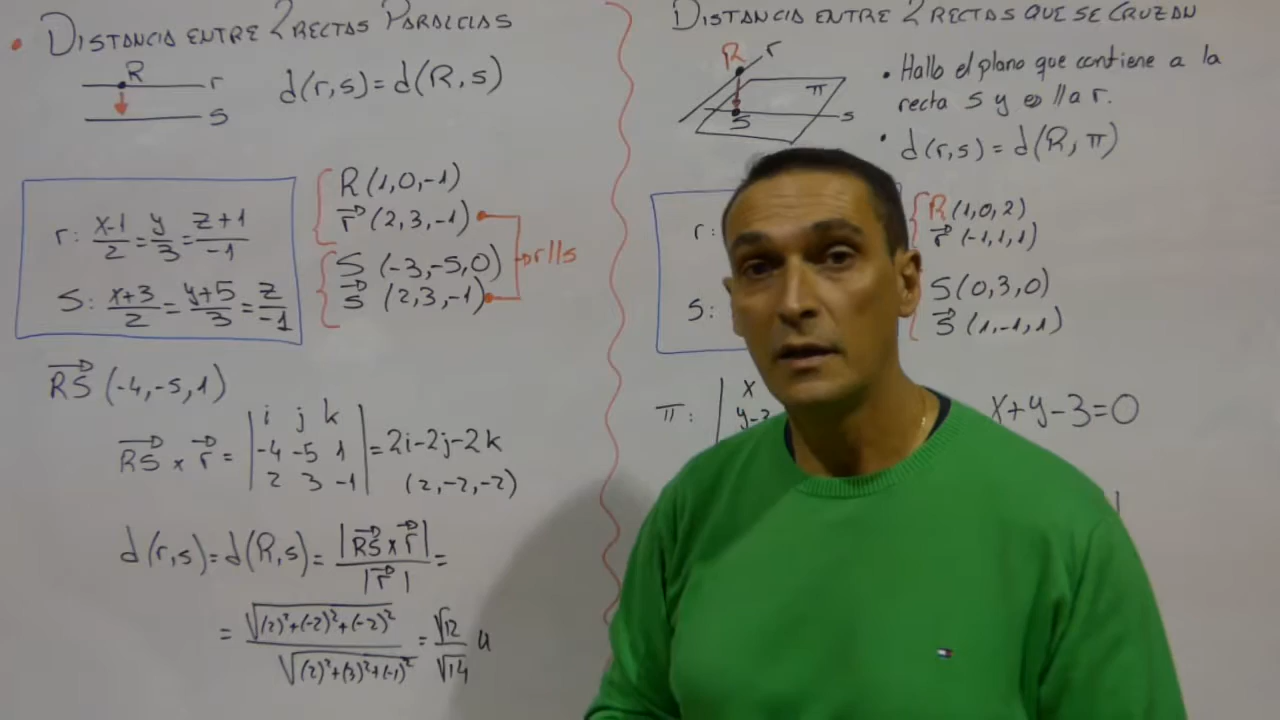 • DISTANCIA ENTRE 2 RECTAS PARALELAS
R
r
s
d(r,s)=d(R,s)
r: x-1/2 = y/3 = z+1/-1
s: x+3/2 = y+5/3 = z/-1
R(1,0,-1)
r⃗ (2,3,-1)
S (-3,-5,0)
s⃗ (2,3,-1)
r//s
RS⃗ (-4,-5,1)
RS⃗ x r⃗ = | i j k |
| -4 -5 1 | = 2i-2j-2k
| 2 3 -1 | (2,-2,-2)
d(r,s)=d(R,s)= |RS⃗ x r⃗| / |r⃗| =
= √(2)²+(-2)²+(-2)² / √(2)²+(3)²+(-1)² = √12/√14 u
DISTANCIA ENTRE 2 RECTAS QUE SE CRUZAN
R
r
π
S
s
• Hallo el plano que contiene a la
recta s y es // a r.
• d(r,s)=d(R,π)
r:
s:
R(1,0,2)
r⃗ (-1,1,1)
S(0,3,0)
s⃗ (1,-1,1)
π: | x
y-3
x+y-3=0